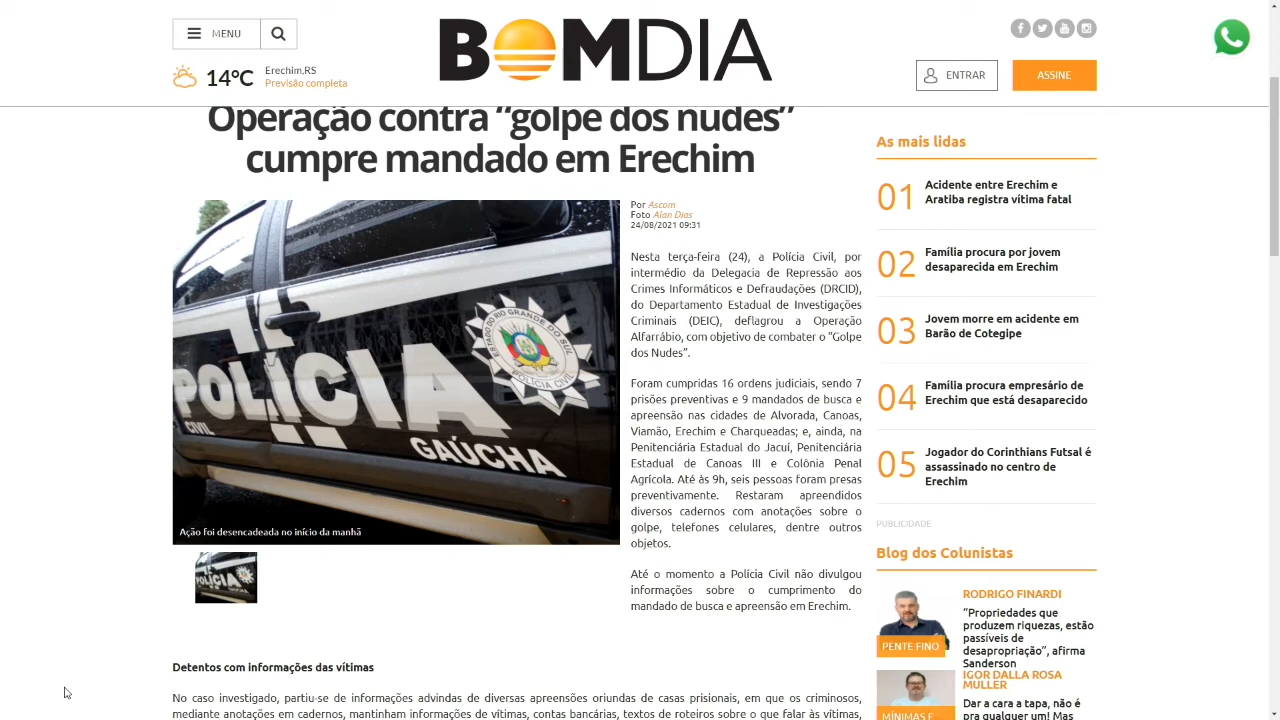 MENU
BOMDIA
14ºC
Erechim,RS
Previsão completa
ENTRAR
ASSINE
Operação contra “golpe dos nudes”
cumpre mandado em Erechim
POLÍCIA
CIVIL
GAÚCHA
ESTADO DO RIO GRANDE DO SUL
POLÍCIA CIVIL
Ação foi desencadeada no início da manhã
Por Ascom
Foto Alan Dias
24/08/2021 09:31
Nesta terça-feira (24), a Polícia Civil, por
intermédio da Delegacia de Repressão aos
Crimes Informáticos e Defraudações (DRCID),
do Departamento Estadual de Investigações
Criminais (DEIC), deflagrou a Operação
Alfarrábio, com objetivo de combater o “Golpe
dos Nudes”.
Foram cumpridas 16 ordens judiciais, sendo 7
prisões preventivas e 9 mandados de busca e
apreensão nas cidades de Alvorada, Canoas,
Viamão, Erechim e Charqueadas; e, ainda, na
Penitenciária Estadual do Jacuí, Penitenciária
Estadual de Canoas III e Colônia Penal
Agrícola. Até às 9h, seis pessoas foram presas
preventivamente. Restaram apreendidos
diversos cadernos com anotações sobre o
golpe, telefones celulares, dentre outros
objetos.
Até o momento a Polícia Civil não divulgou
informações sobre o cumprimento do
mandado de busca e apreensão em Erechim.
Detentos com informações das vítimas
No caso investigado, partiu-se de informações advindas de diversas apreensões oriundas de casas prisionais, em que os criminosos,
mediante anotações em cadernos, mantinham informações de vítimas, contas bancárias, textos de roteiros sobre o que falar às vítimas,
As mais lidas
01 Acidente entre Erechim e
Aratiba registra vítima fatal
02 Família procura por jovem
desaparecida em Erechim
03 Jovem morre em acidente em
Barão de Cotegipe
04 Família procura empresário de
Erechim que está desaparecido
05 Jogador do Corinthians Futsal é
assassinado no centro de
Erechim
PUBLICIDADE
Blog dos Colunistas
RODRIGO FINARDI
“Propriedades que
produzem riquezas, estão
passíveis de
desapropriação”, afirma
Sanderson
PENTE FINO
IGOR DALLA ROSA
MULLER
Dar a cara a tapa, não é
pra qualquer um! Mas
MÍNIMAS E